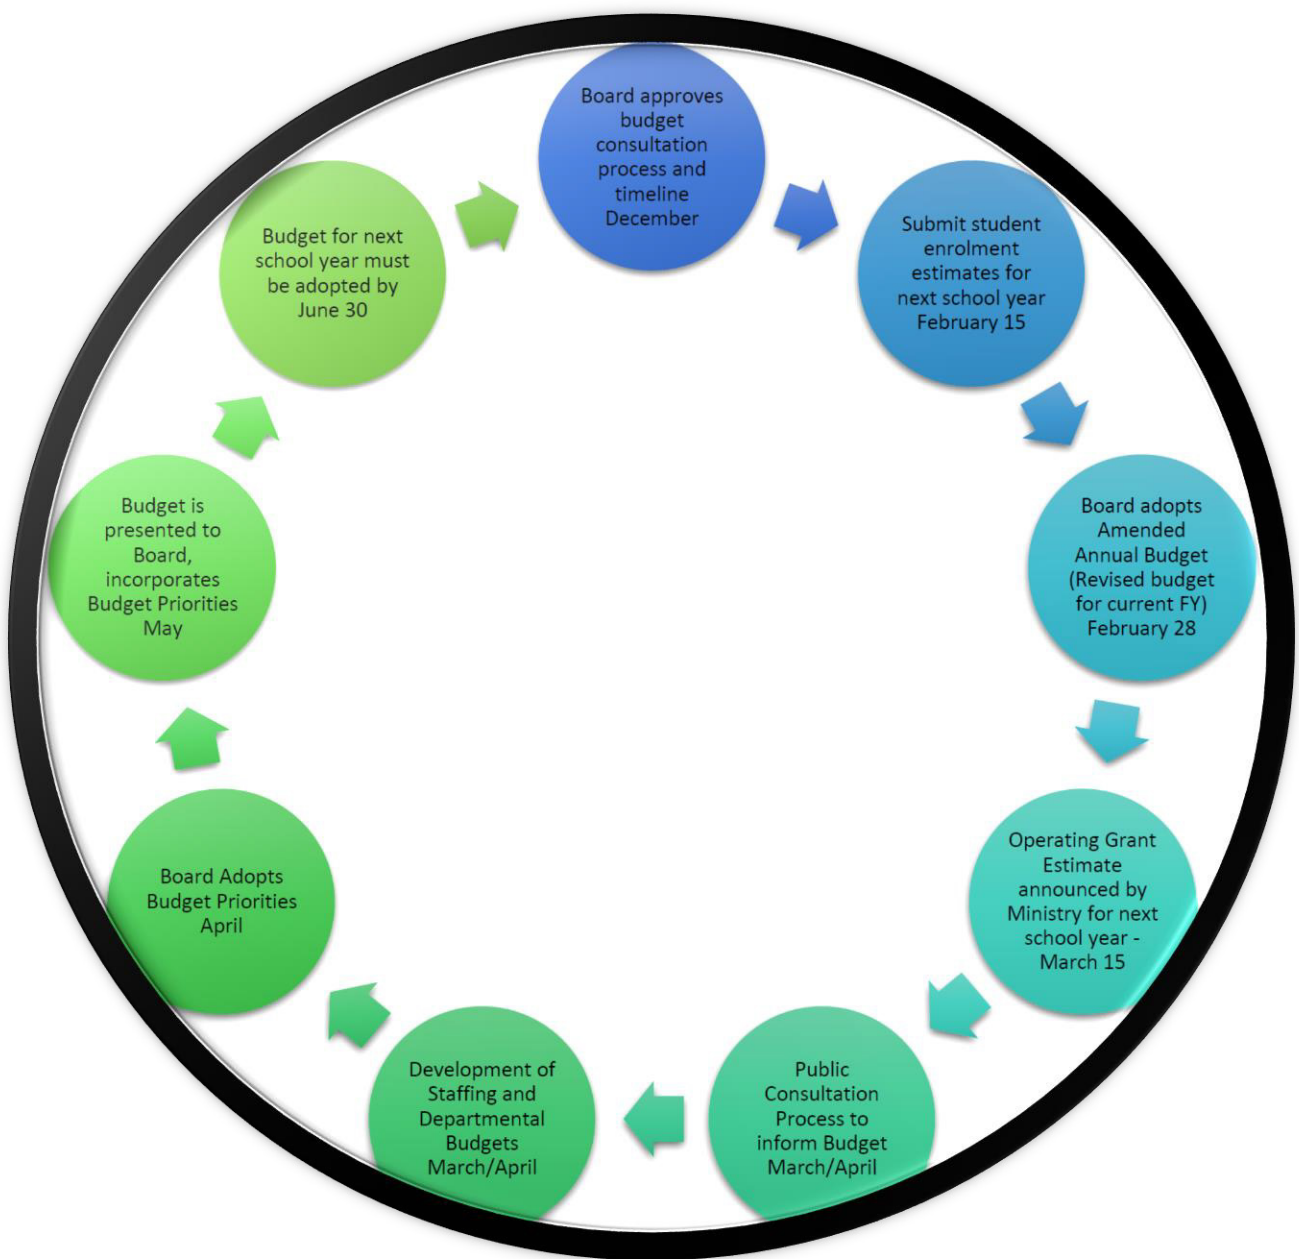 Board approves
budget
consultation
process and
timeline
December
Submit student
enrolment
estimates for
next school year
February 15
Board adopts
Amended
Annual Budget
(Revised budget
for current FY)
February 28
Operating Grant
Estimate
announced by
Ministry for next
school year -
March 15
Public
Consultation
Process to
inform Budget
March/April
Development of
Staffing and
Departmental
Budgets
March/April
Board Adopts
Budget Priorities
April
Budget is
presented to
Board,
incorporates
Budget Priorities
May
Budget for next
school year must
be adopted by
June 30